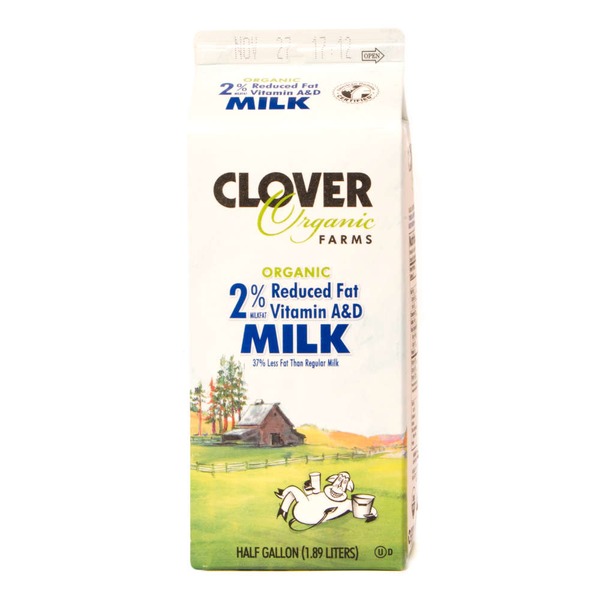 NOV 27 17:12
OPEN
ORGANIC
2% Reduced Fat
MILKFAT Vitamin A&D
MILK
CERTIFIED
CLOVER
Organic
FARMS
ORGANIC
2% Reduced Fat
MILKFAT Vitamin A&D
MILK
37% Less Fat Than Regular Milk
HALF GALLON (1.89 LITERS) U D